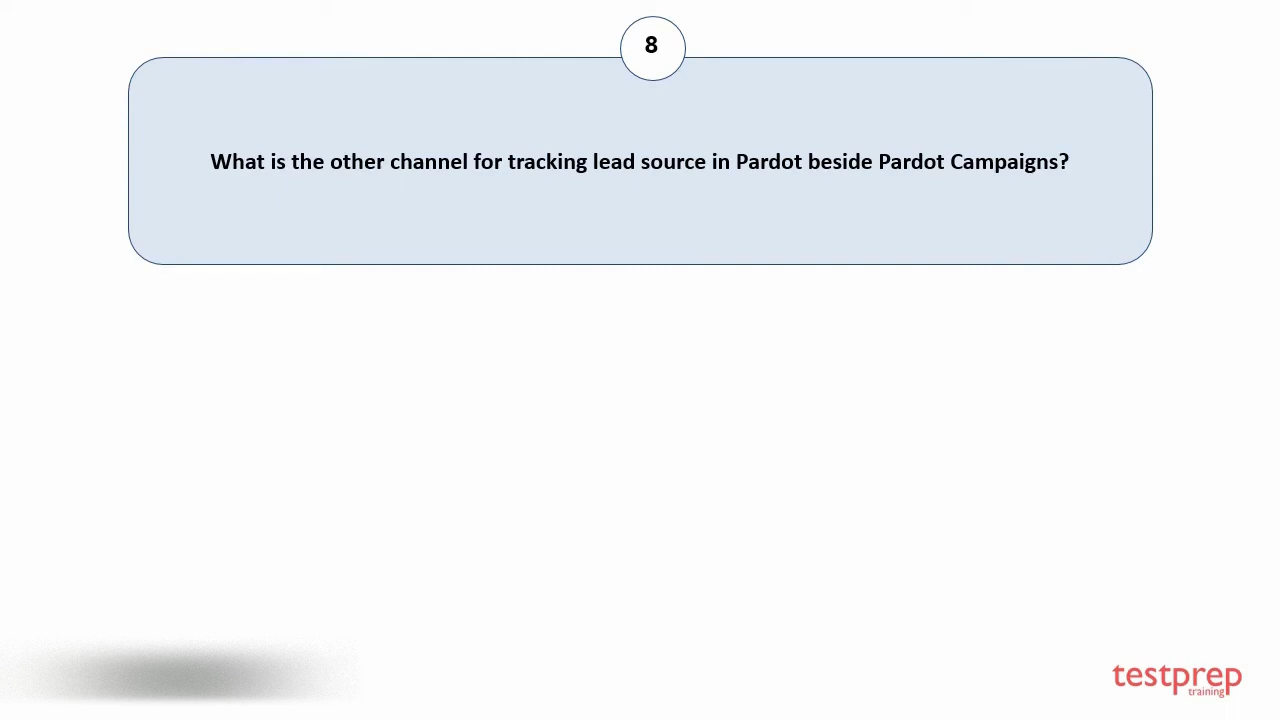 8
What is the other channel for tracking lead source in Pardot beside Pardot Campaigns?
testprep
training